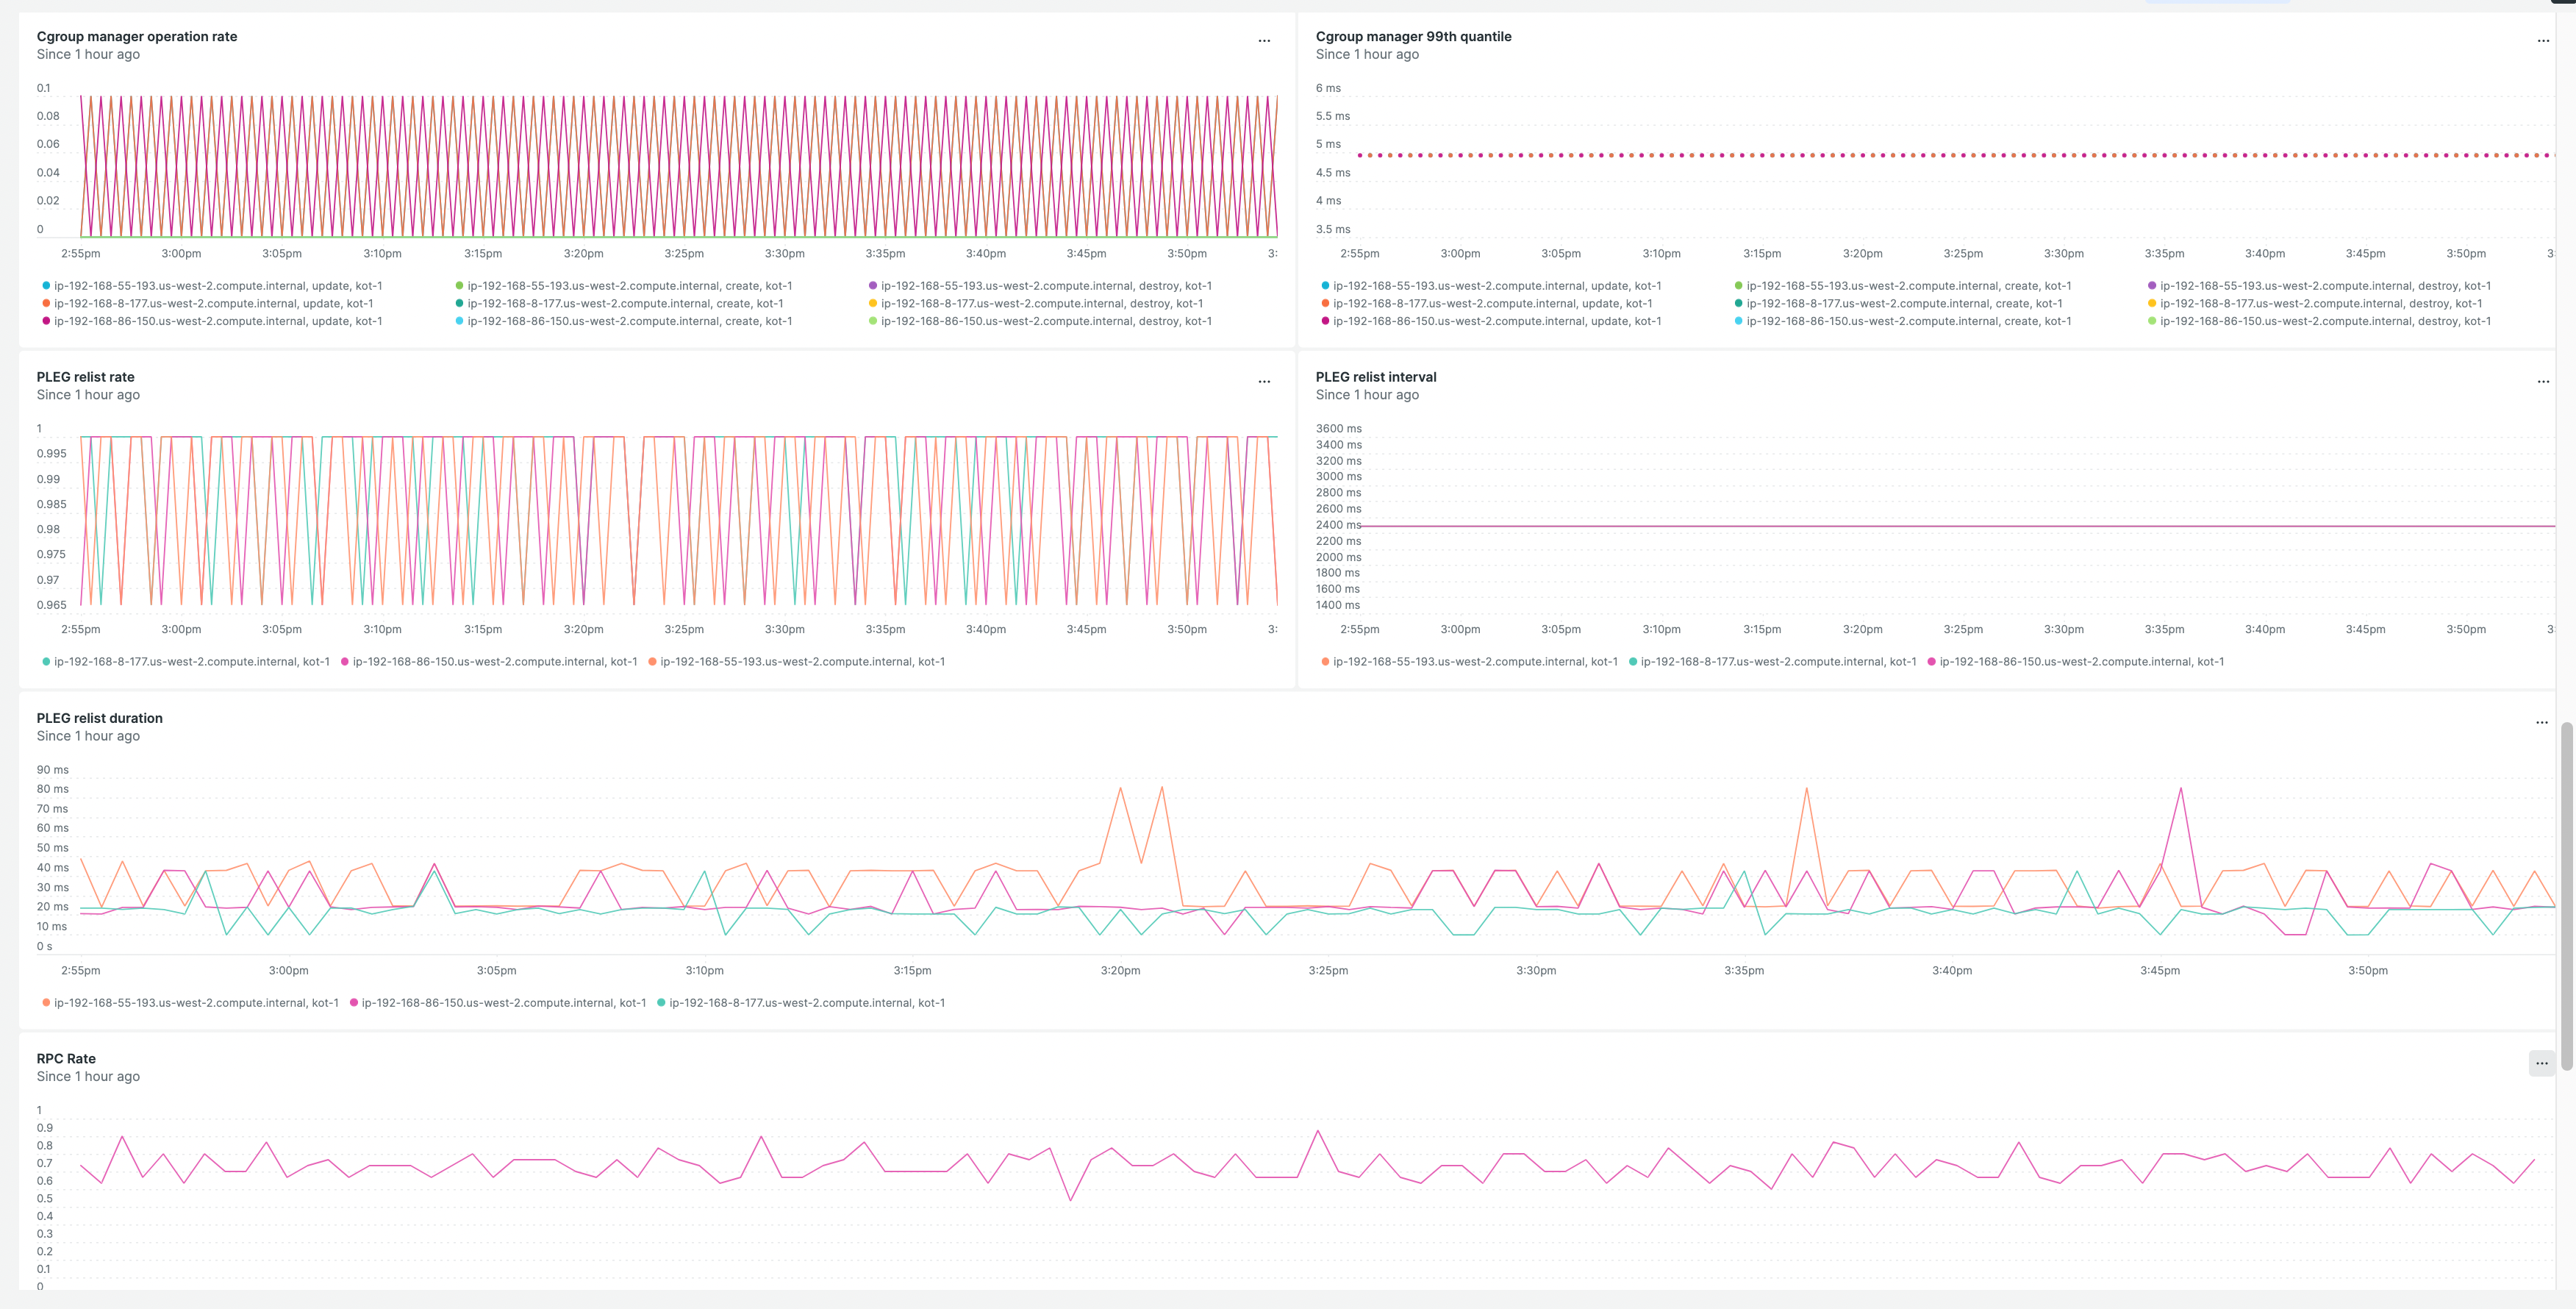 Cgroup manager operation rate
Since 1 hour ago
...
0.1
0.08
0.06
0.04
0.02
0
2:55pm 3:00pm 3:05pm 3:10pm 3:15pm 3:20pm 3:25pm 3:30pm 3:35pm 3:40pm 3:45pm 3:50pm 3:
ip-192-168-55-193.us-west-2.compute.internal, update, kot-1 ip-192-168-55-193.us-west-2.compute.internal, create, kot-1 ip-192-168-55-193.us-west-2.compute.internal, destroy, kot-1
ip-192-168-8-177.us-west-2.compute.internal, update, kot-1 ip-192-168-8-177.us-west-2.compute.internal, create, kot-1 ip-192-168-8-177.us-west-2.compute.internal, destroy, kot-1
ip-192-168-86-150.us-west-2.compute.internal, update, kot-1 ip-192-168-86-150.us-west-2.compute.internal, create, kot-1 ip-192-168-86-150.us-west-2.compute.internal, destroy, kot-1
Cgroup manager 99th quantile
Since 1 hour ago
...
6 ms
5.5 ms
5 ms
4.5 ms
4 ms
3.5 ms
2:55pm 3:00pm 3:05pm 3:10pm 3:15pm 3:20pm 3:25pm 3:30pm 3:35pm 3:40pm 3:45pm 3:50pm 3:
ip-192-168-55-193.us-west-2.compute.internal, update, kot-1 ip-192-168-55-193.us-west-2.compute.internal, create, kot-1 ip-192-168-55-193.us-west-2.compute.internal, destroy, kot-1
ip-192-168-8-177.us-west-2.compute.internal, update, kot-1 ip-192-168-8-177.us-west-2.compute.internal, create, kot-1 ip-192-168-8-177.us-west-2.compute.internal, destroy, kot-1
ip-192-168-86-150.us-west-2.compute.internal, update, kot-1 ip-192-168-86-150.us-west-2.compute.internal, create, kot-1 ip-192-168-86-150.us-west-2.compute.internal, destroy, kot-1
PLEG relist rate
Since 1 hour ago
...
1
0.995
0.99
0.985
0.98
0.975
0.97
0.965
2:55pm 3:00pm 3:05pm 3:10pm 3:15pm 3:20pm 3:25pm 3:30pm 3:35pm 3:40pm 3:45pm 3:50pm 3:
ip-192-168-8-177.us-west-2.compute.internal, kot-1 ip-192-168-86-150.us-west-2.compute.internal, kot-1 ip-192-168-55-193.us-west-2.compute.internal, kot-1
PLEG relist interval
Since 1 hour ago
...
3600 ms
3400 ms
3200 ms
3000 ms
2800 ms
2600 ms
2400 ms
2200 ms
2000 ms
1800 ms
1600 ms
1400 ms
2:55pm 3:00pm 3:05pm 3:10pm 3:15pm 3:20pm 3:25pm 3:30pm 3:35pm 3:40pm 3:45pm 3:50pm 3:
ip-192-168-55-193.us-west-2.compute.internal, kot-1 ip-192-168-8-177.us-west-2.compute.internal, kot-1 ip-192-168-86-150.us-west-2.compute.internal, kot-1
PLEG relist duration
Since 1 hour ago
...
90 ms
80 ms
70 ms
60 ms
50 ms
40 ms
30 ms
20 ms
10 ms
0 s
2:55pm 3:00pm 3:05pm 3:10pm 3:15pm 3:20pm 3:25pm 3:30pm 3:35pm 3:40pm 3:45pm 3:50pm
ip-192-168-55-193.us-west-2.compute.internal, kot-1 ip-192-168-86-150.us-west-2.compute.internal, kot-1 ip-192-168-8-177.us-west-2.compute.internal, kot-1
RPC Rate
Since 1 hour ago
...
1
0.9
0.8
0.7
0.6
0.5
0.4
0.3
0.2
0.1
0